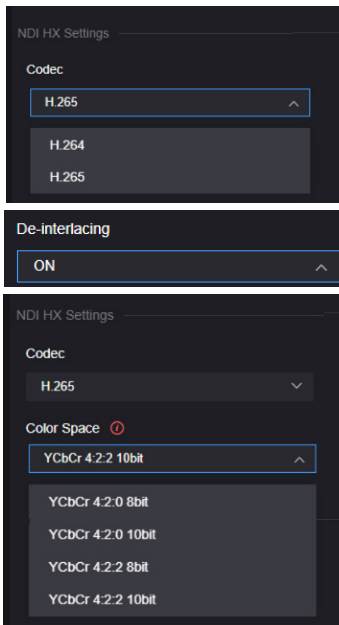 NDI HX Settings
Codec
H.265
H.264
H.265
De-interlacing
ON
NDI HX Settings
Codec
H.265
Color Space
YCbCr 4:2:2 10bit
YCbCr 4:2:0 8bit
YCbCr 4:2:0 10bit
YCbCr 4:2:2 8bit
YCbCr 4:2:2 10bit